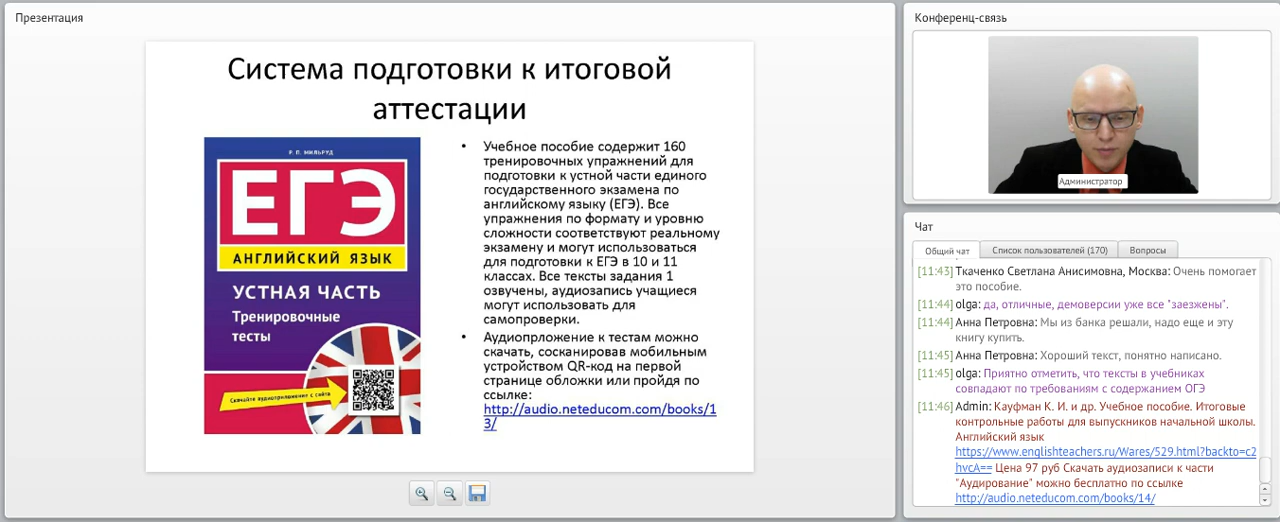 Презентация
Система подготовки к итоговой
аттестации
Р. П. МИЛЬРУД
ЕГЭ
АНГЛИЙСКИЙ ЯЗЫК
УСТНАЯ ЧАСТЬ
Тренировочные
тесты
Скачайте аудиоприложение с сайта
• Учебное пособие содержит 160
тренировочных упражнений для
подготовки к устной части единого
государственного экзамена по
английскому языку (ЕГЭ). Все
упражнения по формату и уровню
сложности соответствуют реальному
экзамену и могут использоваться
для подготовки к ЕГЭ в 10 и 11
классах. Все тексты задания 1
озвучены, аудиозапись учащиеся
могут использовать для
самопроверки.
• Аудиопрложение к тестам можно
скачать, сосканировав мобильным
устройством QR-код на первой
странице обложки или пройдя по
ссылке:
http://audio.neteducom.com/books/1
3/
Конференц-связь
Администратор
Чат
Общий чат
Список пользователей (170)
Вопросы
[11:43] Ткаченко Светлана Анисимовна, Москва: Очень помогает
это пособие.
[11:44] olga: да, отличные, демоверсии уже все "заезжены".
[11:44] Анна Петровна: Мы из банка решали, надо еще и эту
книгу купить.
[11:45] Анна Петровна: Хороший текст, понятно написано.
[11:45] olga: Приятно отметить, что тексты в учебниках
совпадают по требованиям с содержанием ОГЭ
[11:46] Admin: Кауфман К. И. и др. Учебное пособие. Итоговые
контрольные работы для выпускников начальной школы.
Английский язык
https://www.englishteachers.ru/Wares/529.html?backto=c2
hvcA== Цена 97 руб Скачать аудиозаписи к части
"Аудирование" можно бесплатно по ссылке
http://audio.neteducom.com/books/14/